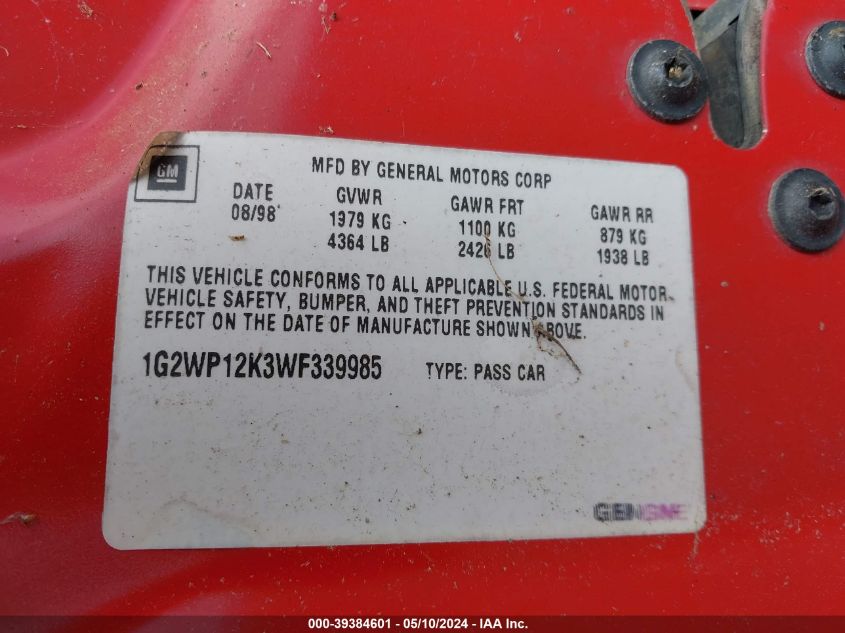 GM
MFD BY GENERAL MOTORS CORP
DATE GVWR GAWR FRT GAWR RR
08/98 1979 KG 1100 KG 879 KG
4364 LB 2426 LB 1938 LB
THIS VEHICLE CONFORMS TO ALL APPLICABLE U.S. FEDERAL MOTOR
VEHICLE SAFETY, BUMPER, AND THEFT PREVENTION STANDARDS IN
EFFECT ON THE DATE OF MANUFACTURE SHOWN ABOVE.
1G2WP12K3WF339985 TYPE: PASS CAR
000-39384601 - 05/10/2024 - IAA Inc.